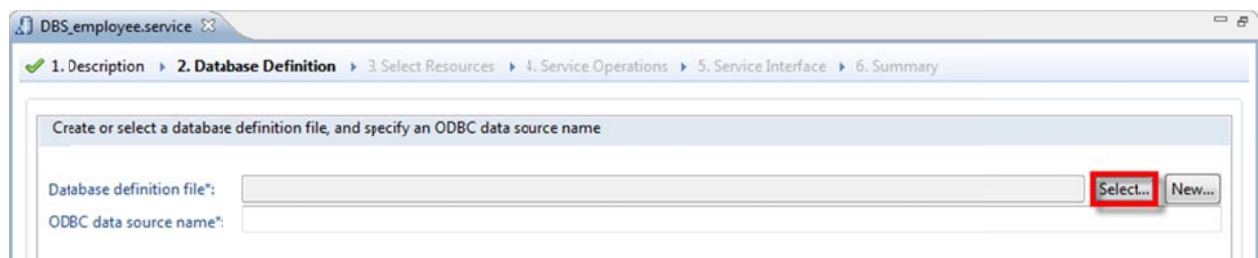 DBS_employee.service
1. Description 2. Database Definition 3. Select Resources 4. Service Operations 5. Service Interface 6. Summary
Create or select a database definition file, and specify an ODBC data source name
Database definition file*: Select... New...
ODBC data source name*: